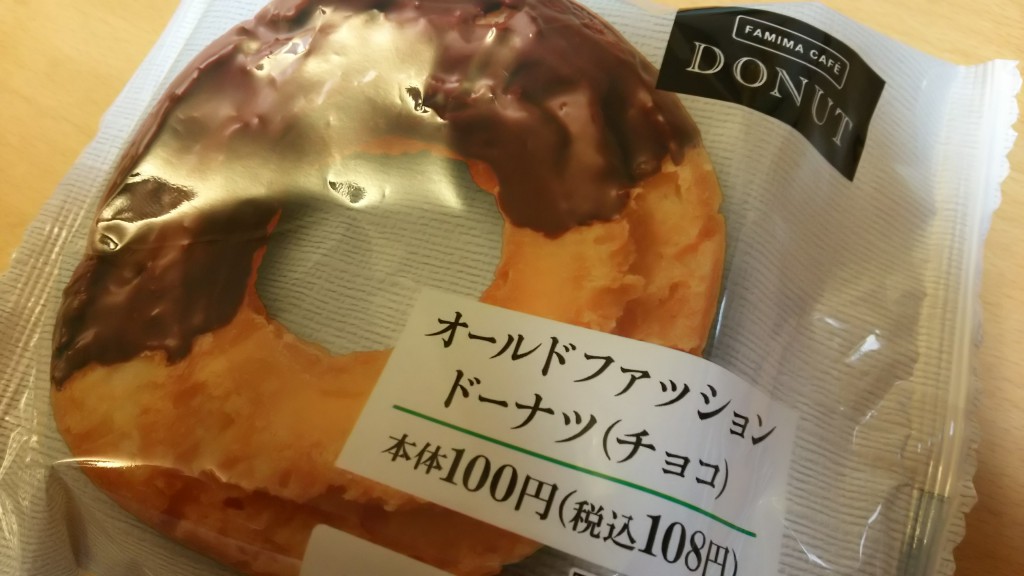 FAMIMA CAFÉ
DONUT
オールドファッション
ドーナツ(チョコ)
本体100円(税込108円)